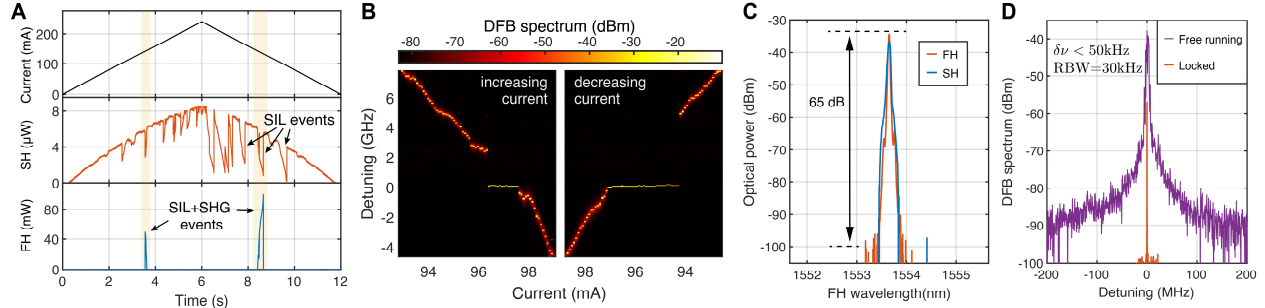 A
Current (mA)
200
100
0
SH (µW)
8
4
0
SIL events
FH (mW)
80
40
0
SIL+SHG
events
0
2
4
6
8
10
12
Time (s)
B
DFB spectrum (dBm)
-80
-70
-60
-50
-40
-30
-20
increasing
current
decreasing
current
Detuning (GHz)
6
4
2
0
-2
-4
94
96
98
98
96
94
Current (mA)
C
Optical power (dBm)
-30
-40
-50
-60
-70
-80
-90
-100
65 dB
FH
SH
1552
1553
1554
1555
FH wavelength(nm)
D
DFB spectrum (dBm)
-40
-50
-60
-70
-80
-90
-100
δν < 50kHz
RBW=30kHz
Free running
Locked
-200
-100
0
100
200
Detuning (MHz)